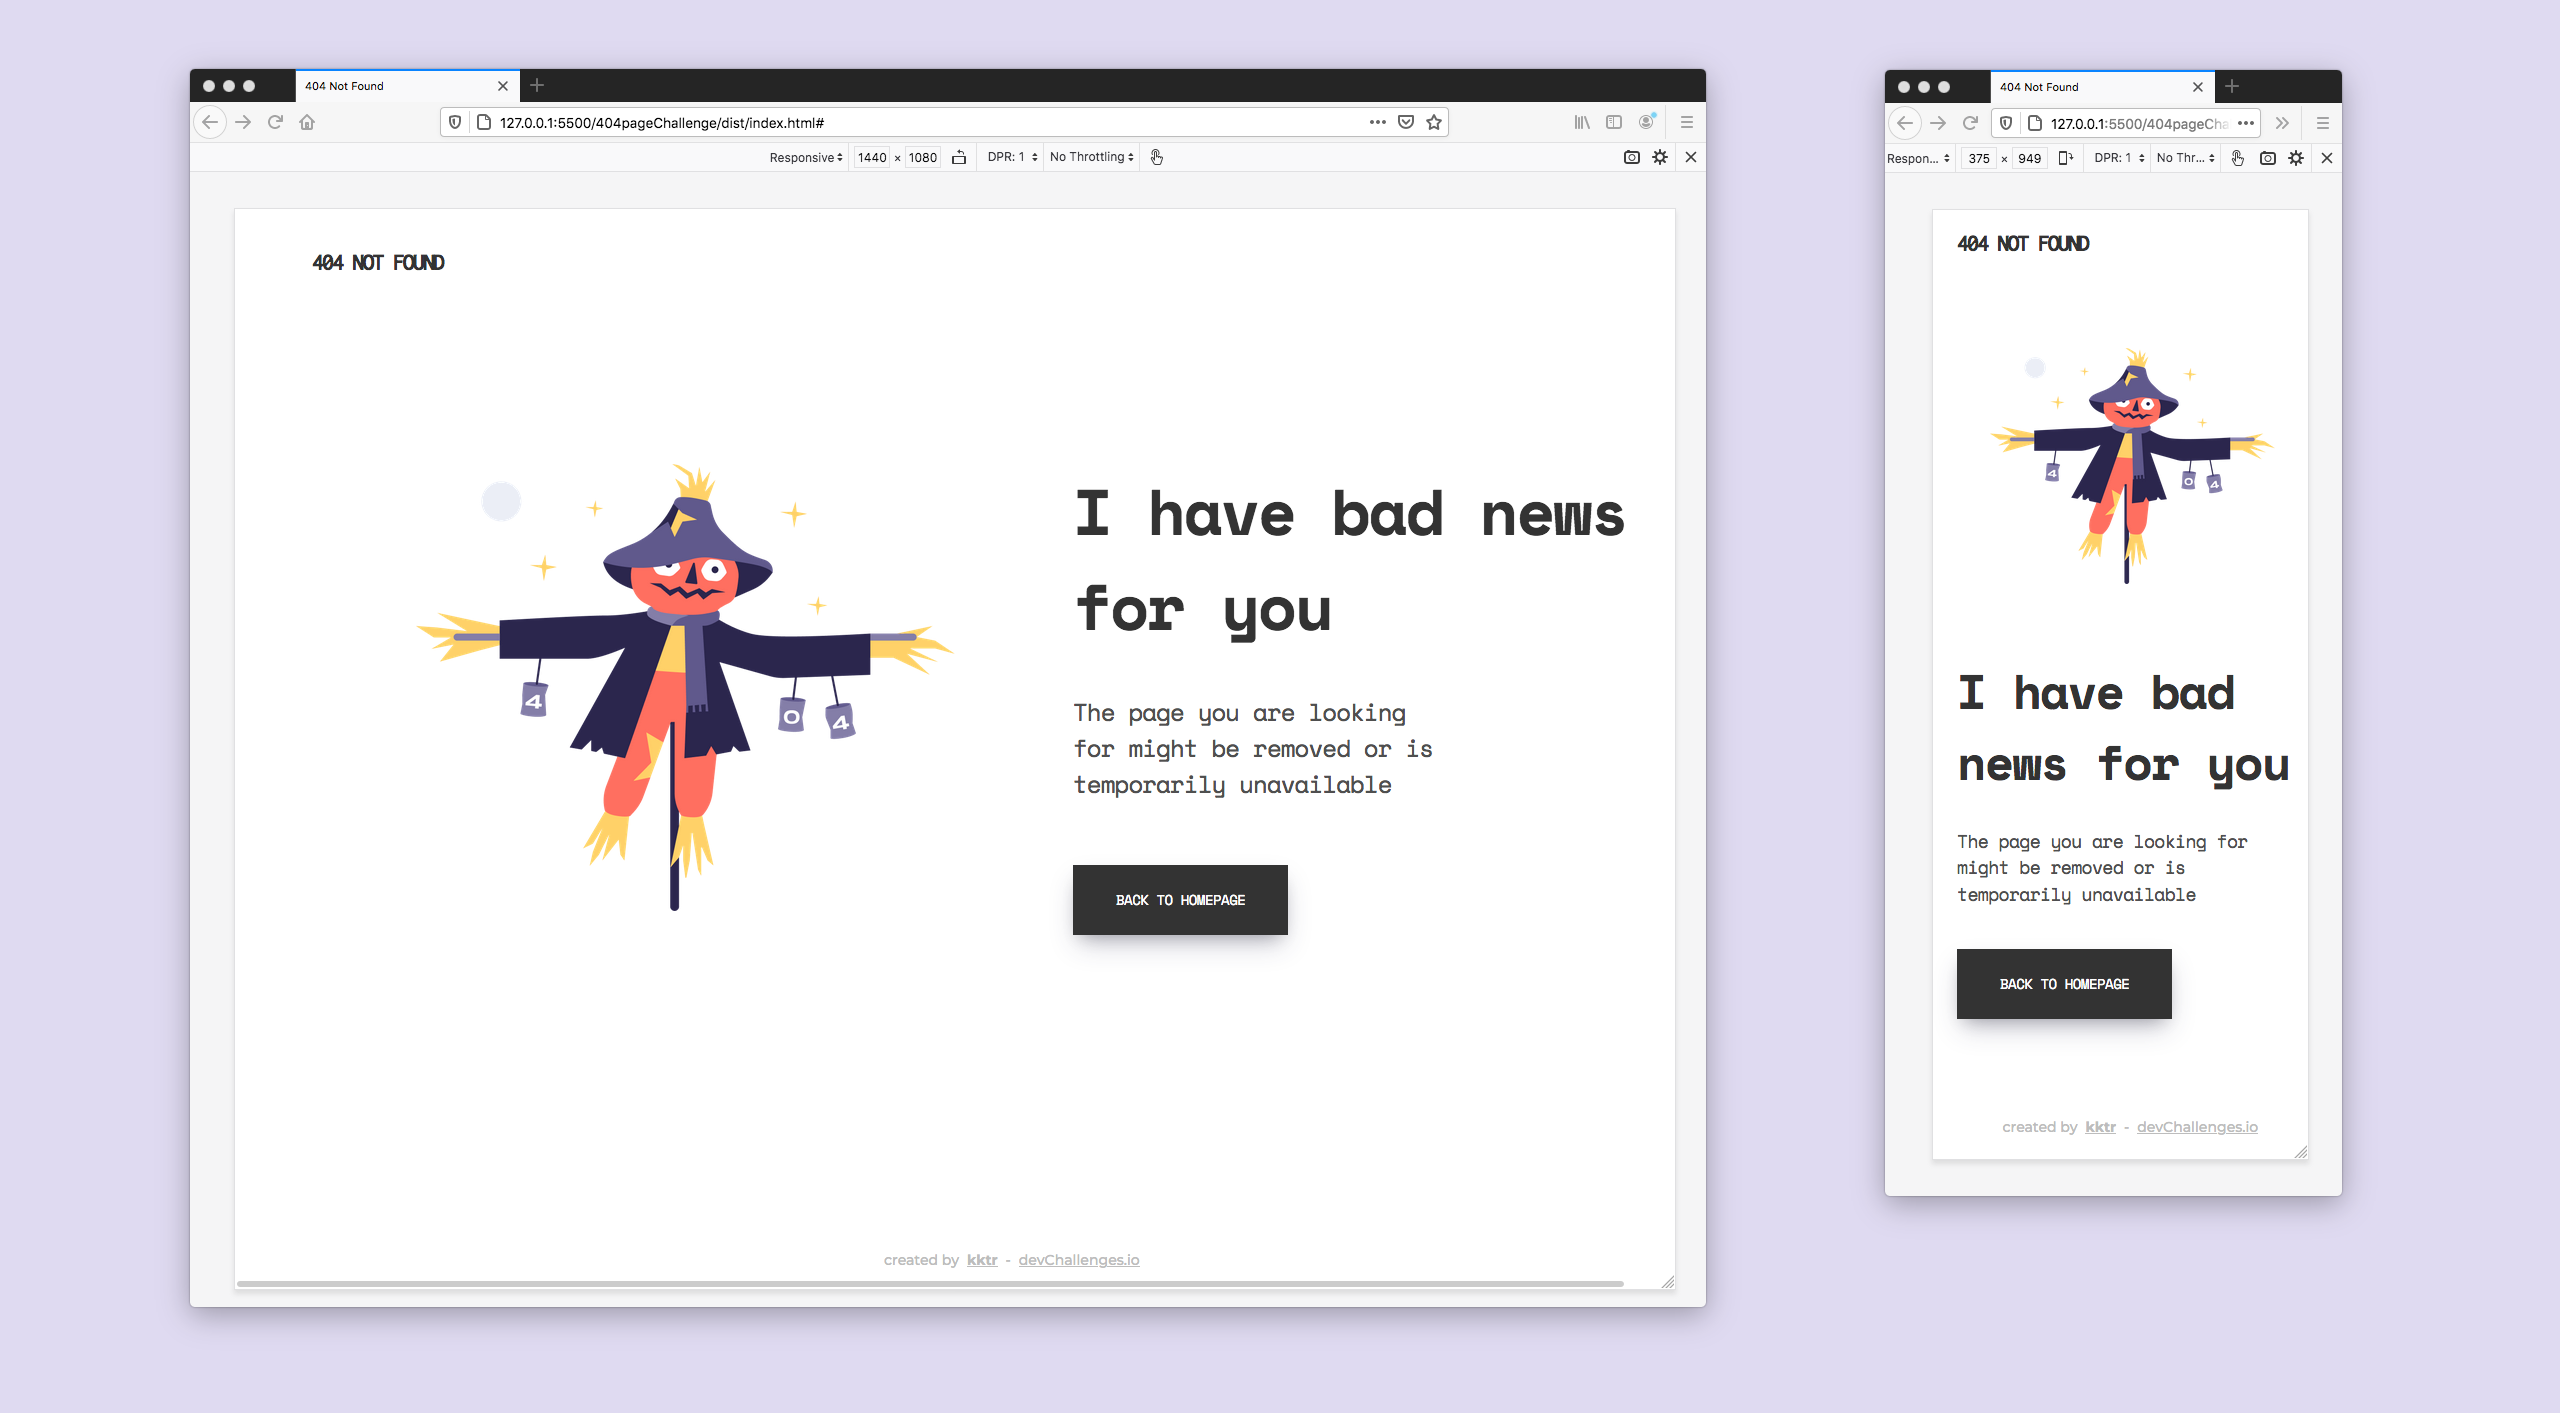 404 Not Found
127.0.0.1:5500/404pageChallenge/dist/index.html#
Responsive 1440 × 1080 DPR: 1 No Throttling
404 NOT FOUND
4
0
4
I have bad news
for you
The page you are looking
for might be removed or is
temporarily unavailable
BACK TO HOMEPAGE
created by kktr - devChallenges.io
404 Not Found
127.0.0.1:5500/404pageCha
Respon... 375 × 949 DPR: 1 No Thr...
404 NOT FOUND
4
0
4
I have bad
news for you
The page you are looking for
might be removed or is
temporarily unavailable
BACK TO HOMEPAGE
created by kktr - devChallenges.io